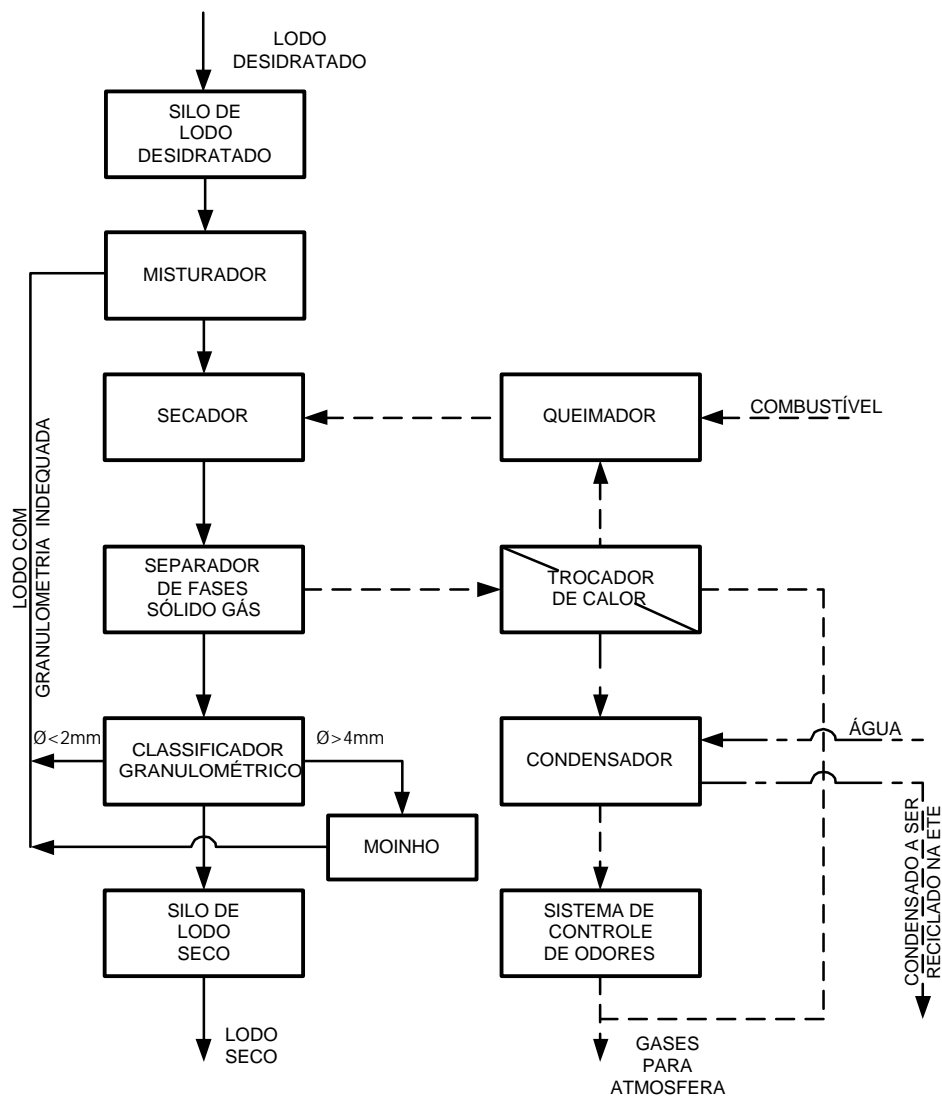 LODO
DESIDRATADO
SILO DE
LODO
DESIDRATADO
MISTURADOR
SECADOR
QUEIMADOR
COMBUSTÍVEL
LODO COM
GRANULOMETRIA INDEQUADA
SEPARADOR
DE FASES
SÓLIDO GÁS
TROCADOR
DE CALOR
Ø<2mm
CLASSIFICADOR
GRANULOMÉTRICO
Ø>4mm
CONDENSADOR
ÁGUA
MOINHO
CONDENSADO A SER
RECICLADO NA ETE
SILO DE
LODO
SECO
SISTEMA DE
CONTROLE
DE ODORES
LODO
SECO
GASES
PARA
ATMOSFERA